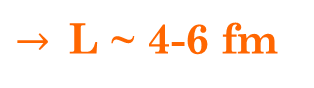 → L ~ 4-6 fm